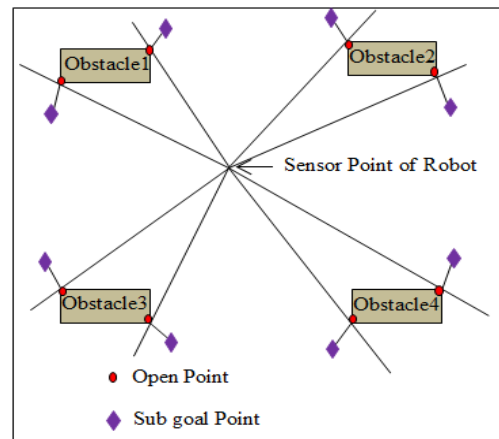 Obstacle1
Obstacle2
Sensor Point of Robot
Obstacle3
Obstacle4
Open Point
Sub goal Point